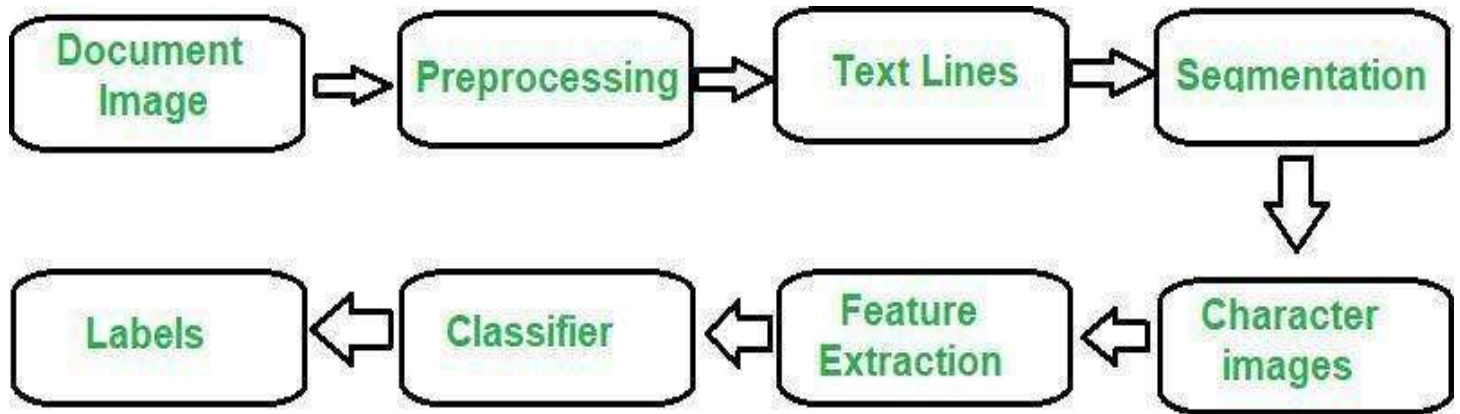 Document
Image
Preprocessing
Text Lines
Segmentation
Character
images
Feature
Extraction
Classifier
Labels